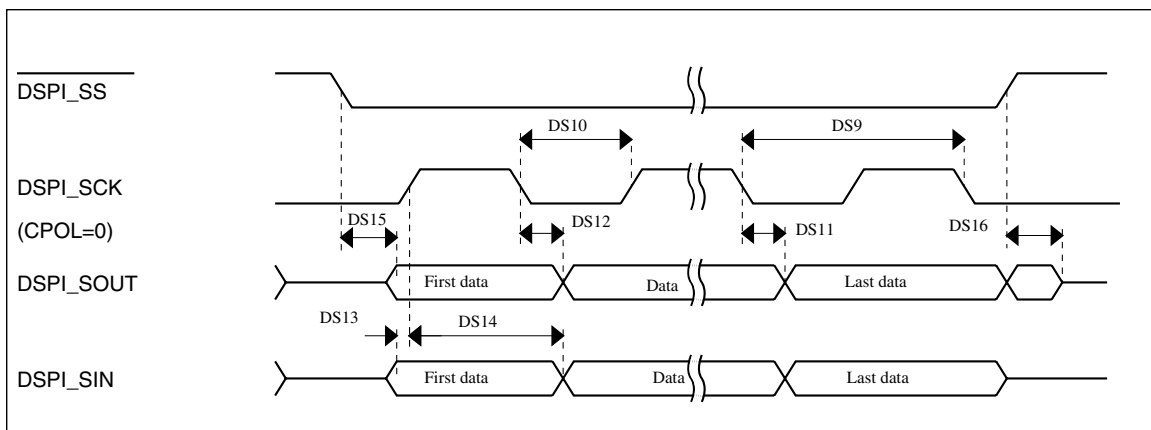 DSPI_SS
DS10
DS9
DSPI_SCK
DS15
DS12
DS11
DS16
(CPOL=0)
DSPI_SOUT
First data
Data
Last data
DS13
DS14
DSPI_SIN
First data
Data
Last data